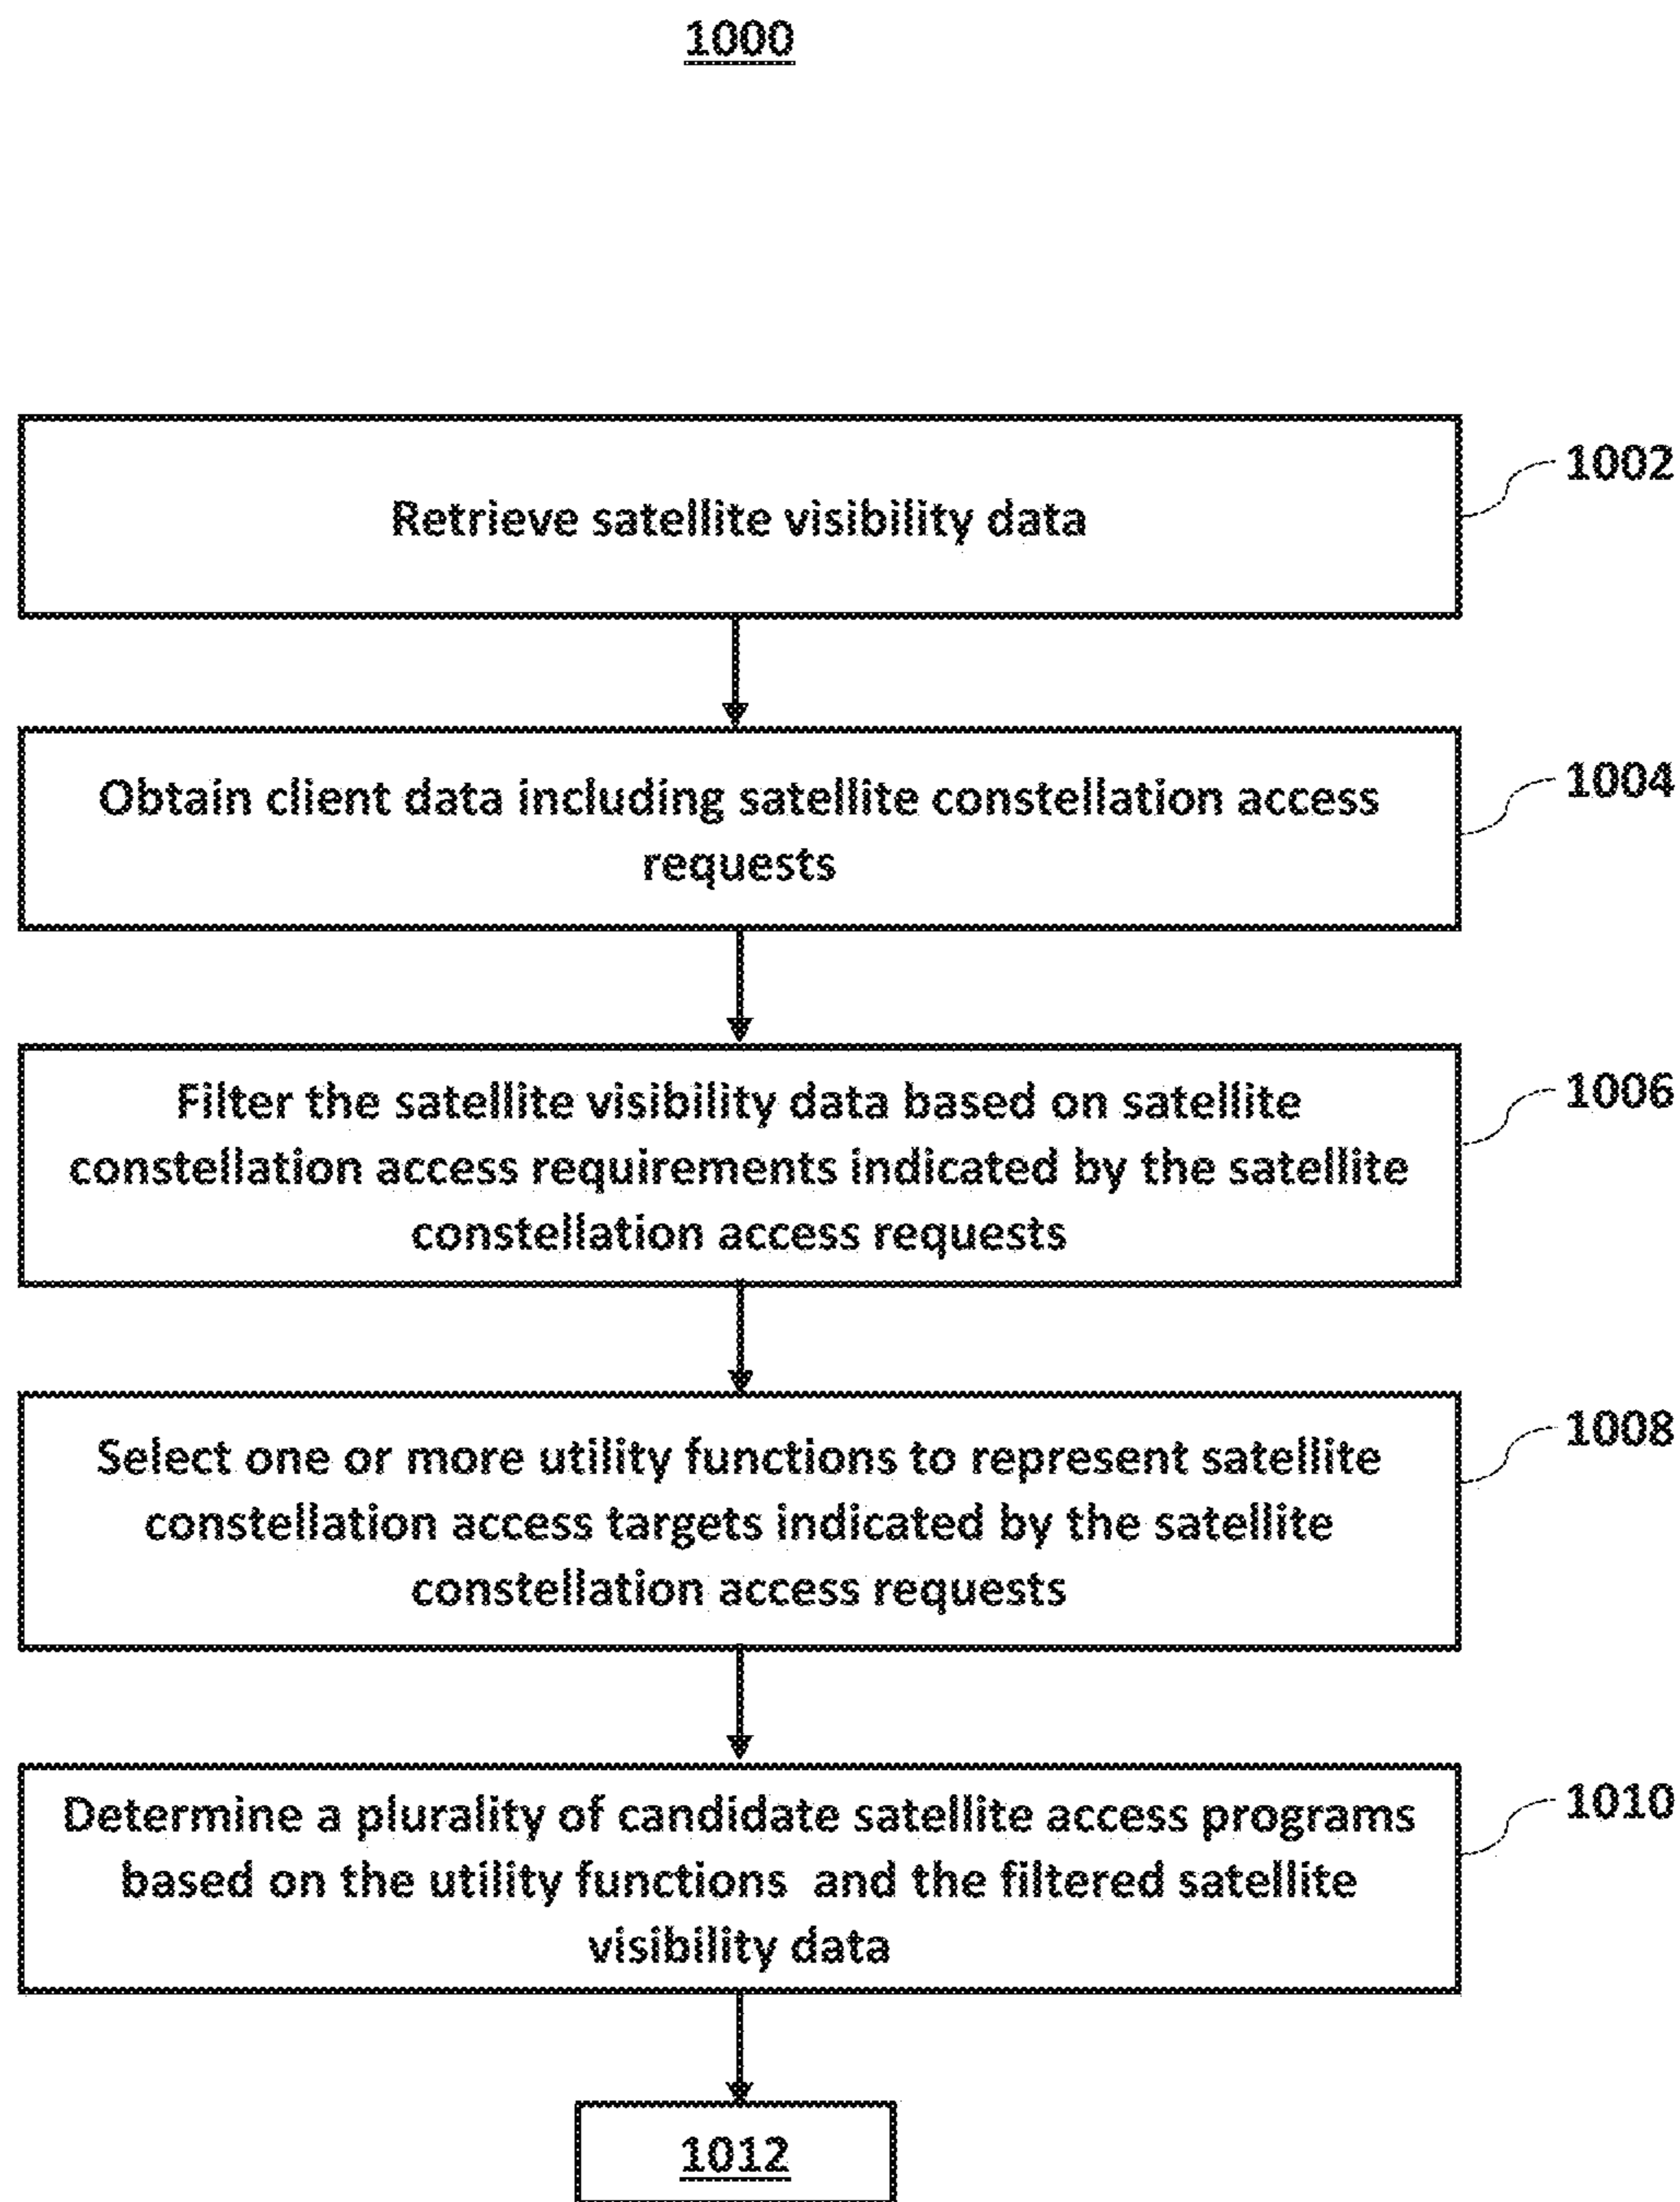 1000
Retrieve satellite visibility data
1002
Obtain client data including satellite constellation access
requests
1004
Filter the satellite visibility data based on satellite
constellation access requirements indicated by the satellite
constellation access requests
1006
Select one or more utility functions to represent satellite
constellation access targets indicated by the satellite
constellation access requests
1008
Determine a plurality of candidate satellite access programs
based on the utility functions and the filtered satellite
visibility data
1010
1012